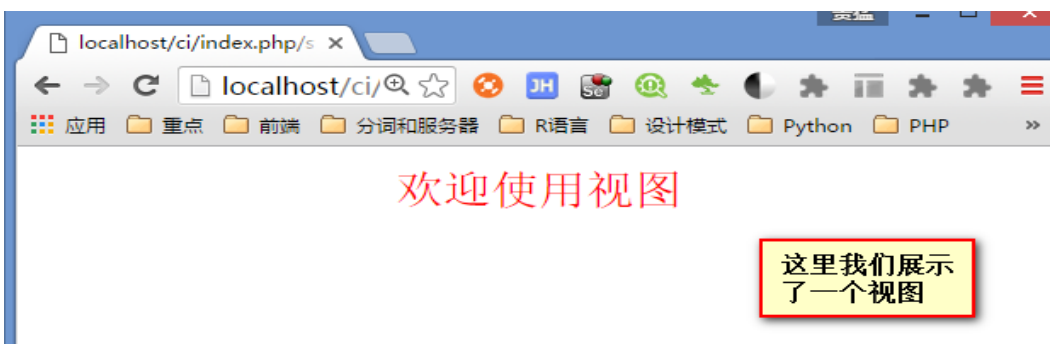 localhost/ci/index.php/s
localhost/ci/
JH
应用 重点 前端 分词和服务器 R语言 设计模式 Python PHP »
欢迎使用视图
这里我们展示
了一个视图